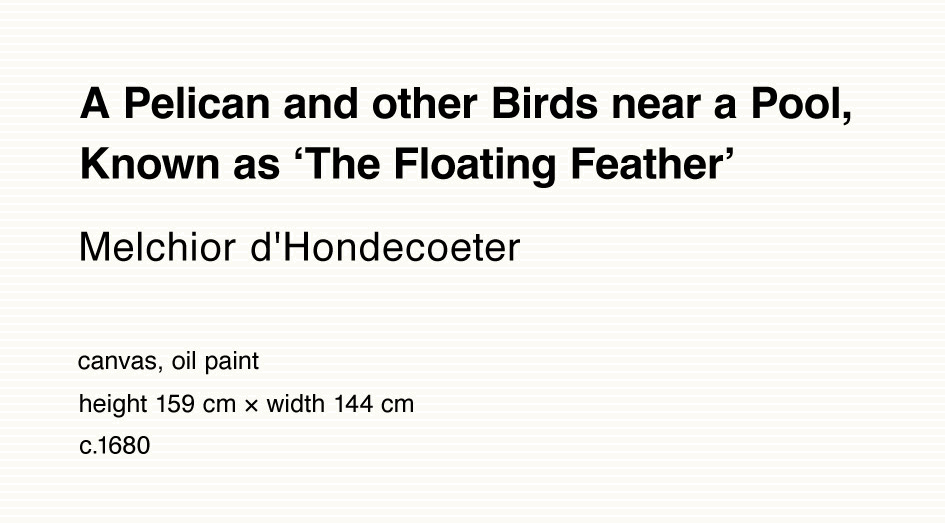 A Pelican and other Birds near a Pool,
Known as ‘The Floating Feather’
Melchior d'Hondecoeter
canvas, oil paint
height 159 cm × width 144 cm
c.1680